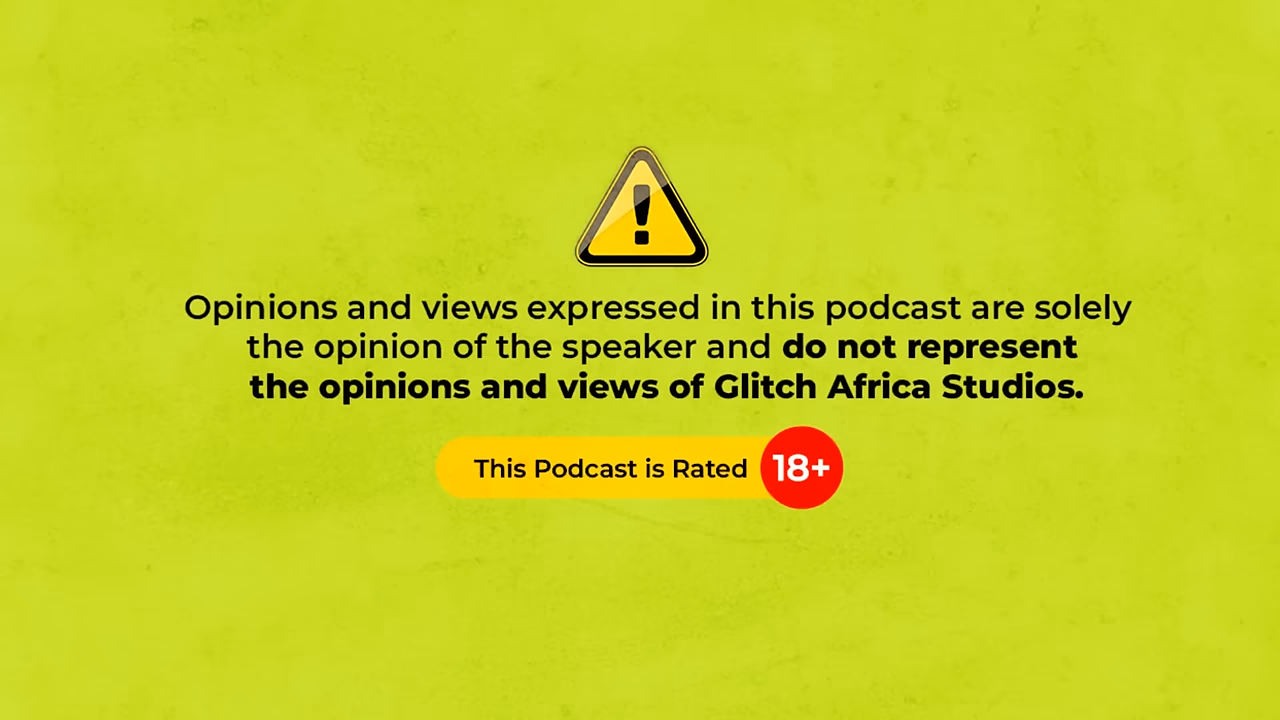 Opinions and views expressed in this podcast are solely
the opinion of the speaker and do not represent
the opinions and views of Glitch Africa Studios.
This Podcast is Rated 18+